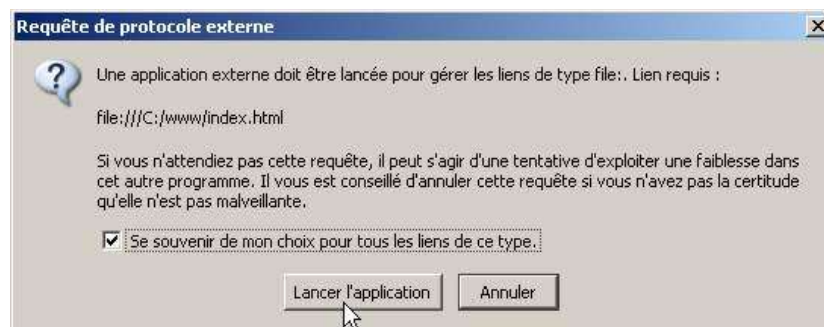 Requête de protocole externe
Une application externe doit être lancée pour gérer les liens de type file:. Lien requis :
file:///C:/www/index.html
Si vous n'attendiez pas cette requête, il peut s'agir d'une tentative d'exploiter une faiblesse dans
cet autre programme. Il vous est conseillé d'annuler cette requête si vous n'avez pas la certitude
qu'elle n'est pas malveillante.
Se souvenir de mon choix pour tous les liens de ce type.
Lancer l'application Annuler